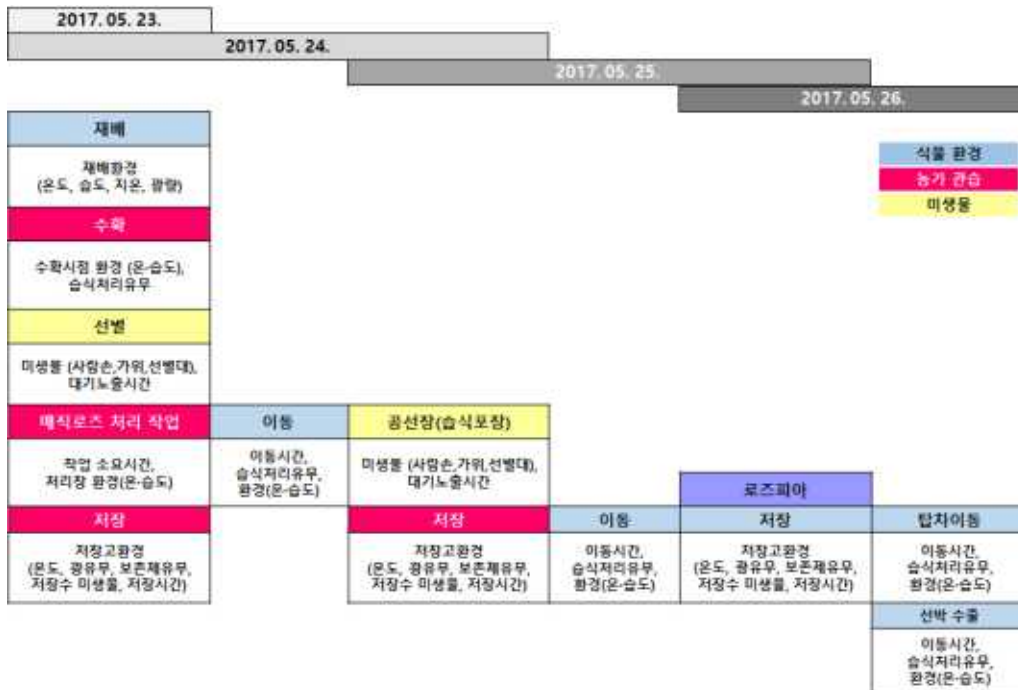 2017. 05. 23.
2017. 05. 24.
2017. 05. 25.
2017. 05. 26.
재배
재배환경
(온도, 습도, 지온, 광량)
수확
수확시점 환경 (온-습도),
습식처리유무
선별
미생물 (사람손,가위,선별대),
대기노출시간
매직로즈 처리 작업
작업 소요시간,
처리장 환경(온-습도)
저장
저장고환경
(온도, 광유무, 보존제유무,
저장수 미생물, 저장시간)
이동
이동시간,
습식처리유무,
환경(온-습도)
공선장(습식포장)
미생물 (사람손,가위,선별대),
대기노출시간
저장
저장고환경
(온도, 광유무, 보존제유무,
저장수 미생물, 저장시간)
이동
이동시간,
습식처리유무,
환경(온-습도)
로즈피아
저장
저장고환경
(온도, 광유무, 보존제유무,
저장수 미생물, 저장시간)
탑차이동
이동시간,
습식처리유무,
환경(온-습도)
선박 수출
이동시간,
습식처리유무,
환경(온-습도)
식물 환경
농가 관습
미생물